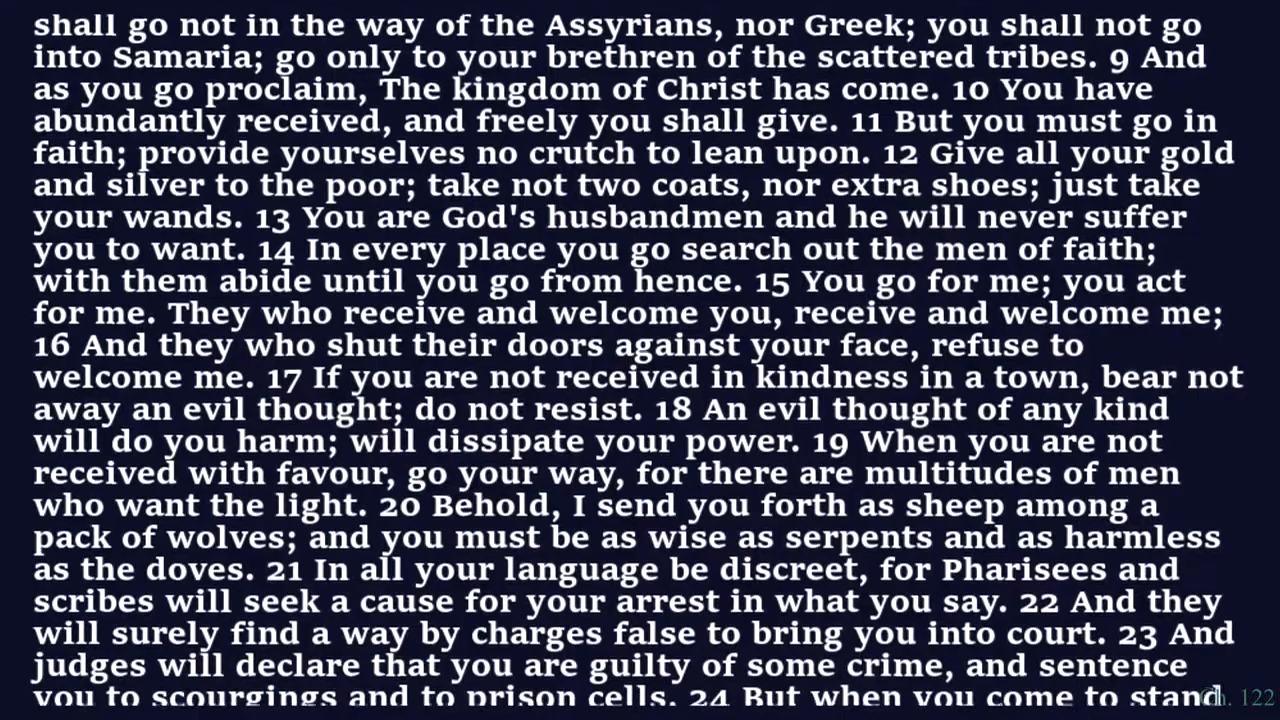 shall go not in the way of the Assyrians, nor Greek; you shall not go
into Samaria; go only to your brethren of the scattered tribes. 9 And
as you go proclaim, The kingdom of Christ has come. 10 You have
abundantly received, and freely you shall give. 11 But you must go in
faith; provide yourselves no crutch to lean upon. 12 Give all your gold
and silver to the poor; take not two coats, nor extra shoes; just take
your wands. 13 You are God's husbandmen and he will never suffer
you to want. 14 In every place you go search out the men of faith;
with them abide until you go from hence. 15 You go for me; you act
for me. They who receive and welcome you, receive and welcome me;
16 And they who shut their doors against your face, refuse to
welcome me. 17 If you are not received in kindness in a town, bear not
away an evil thought; do not resist. 18 An evil thought of any kind
will do you harm; will dissipate your power. 19 When you are not
received with favour, go your way, for there are multitudes of men
who want the light. 20 Behold, I send you forth as sheep among a
pack of wolves; and you must be as wise as serpents and as harmless
as the doves. 21 In all your language be discreet, for Pharisees and
scribes will seek a cause for your arrest in what you say. 22 And they
will surely find a way by charges false to bring you into court. 23 And
judges will declare that you are guilty of some crime, and sentence
you to scourgings and to prison cells. 24 But when you come to stand
Ch. 122